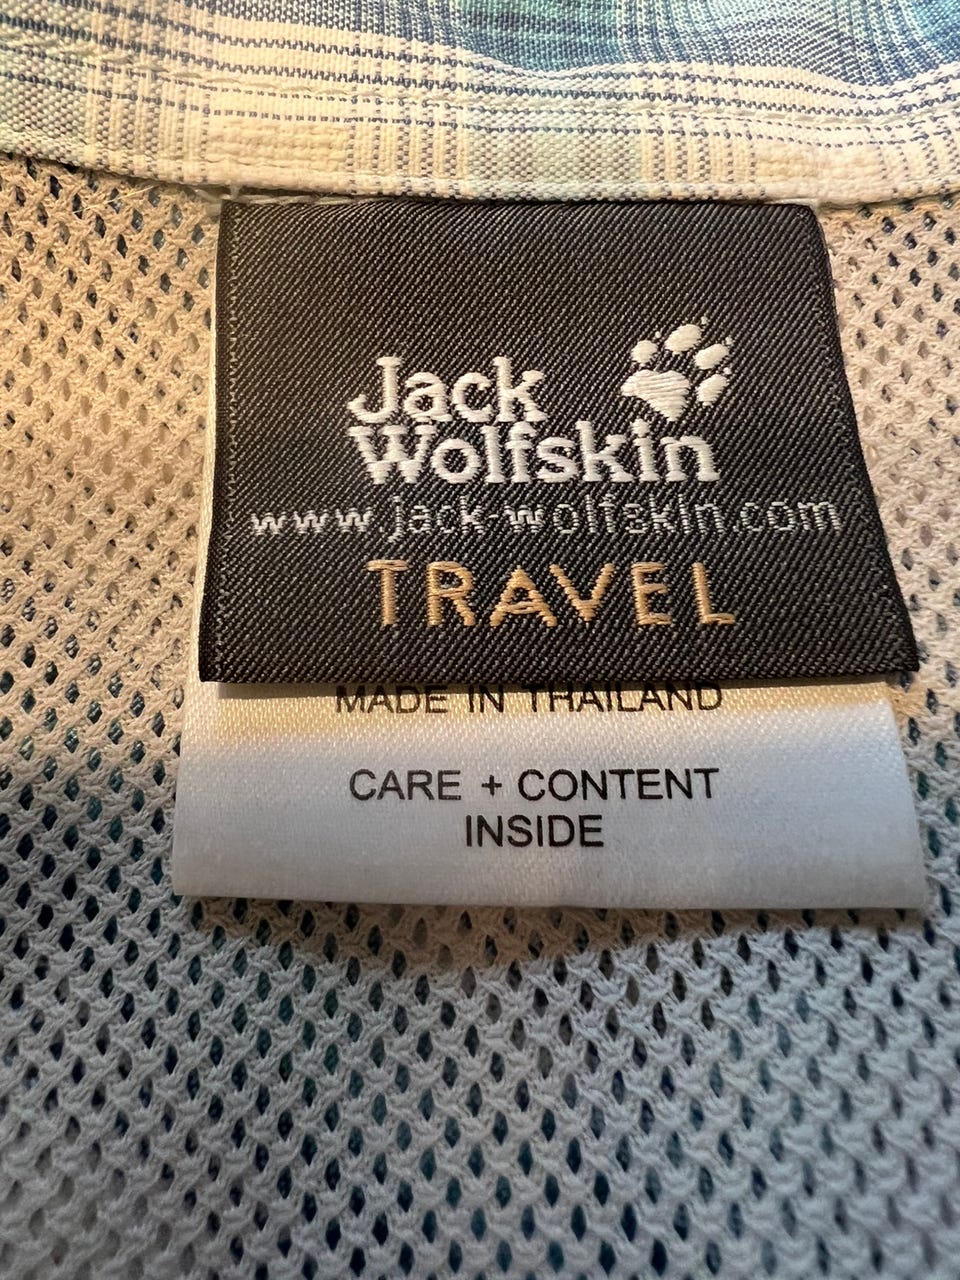 Jack
Wolfskin
www.jack-wolfskin.com
TRAVEL
MADE IN THAILAND
CARE + CONTENT
INSIDE